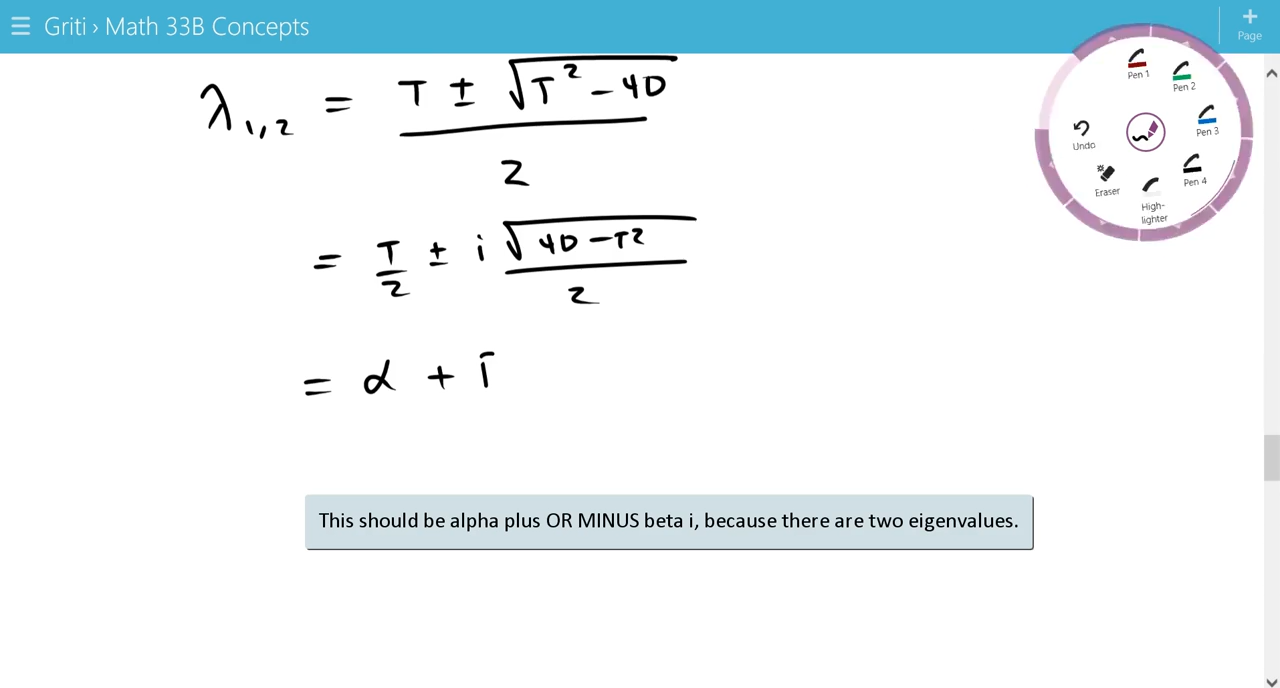 ☰ Griti › Math 33B Concepts
+
Page
Pen 1
Pen 2
Pen 3
Pen 4
High-
lighter
Eraser
Undo
λ₁,₂ = T ± √T² – 4D
2
= T/2 ± i √4D – T²
2
= α + i
This should be alpha plus OR MINUS beta i, because there are two eigenvalues.